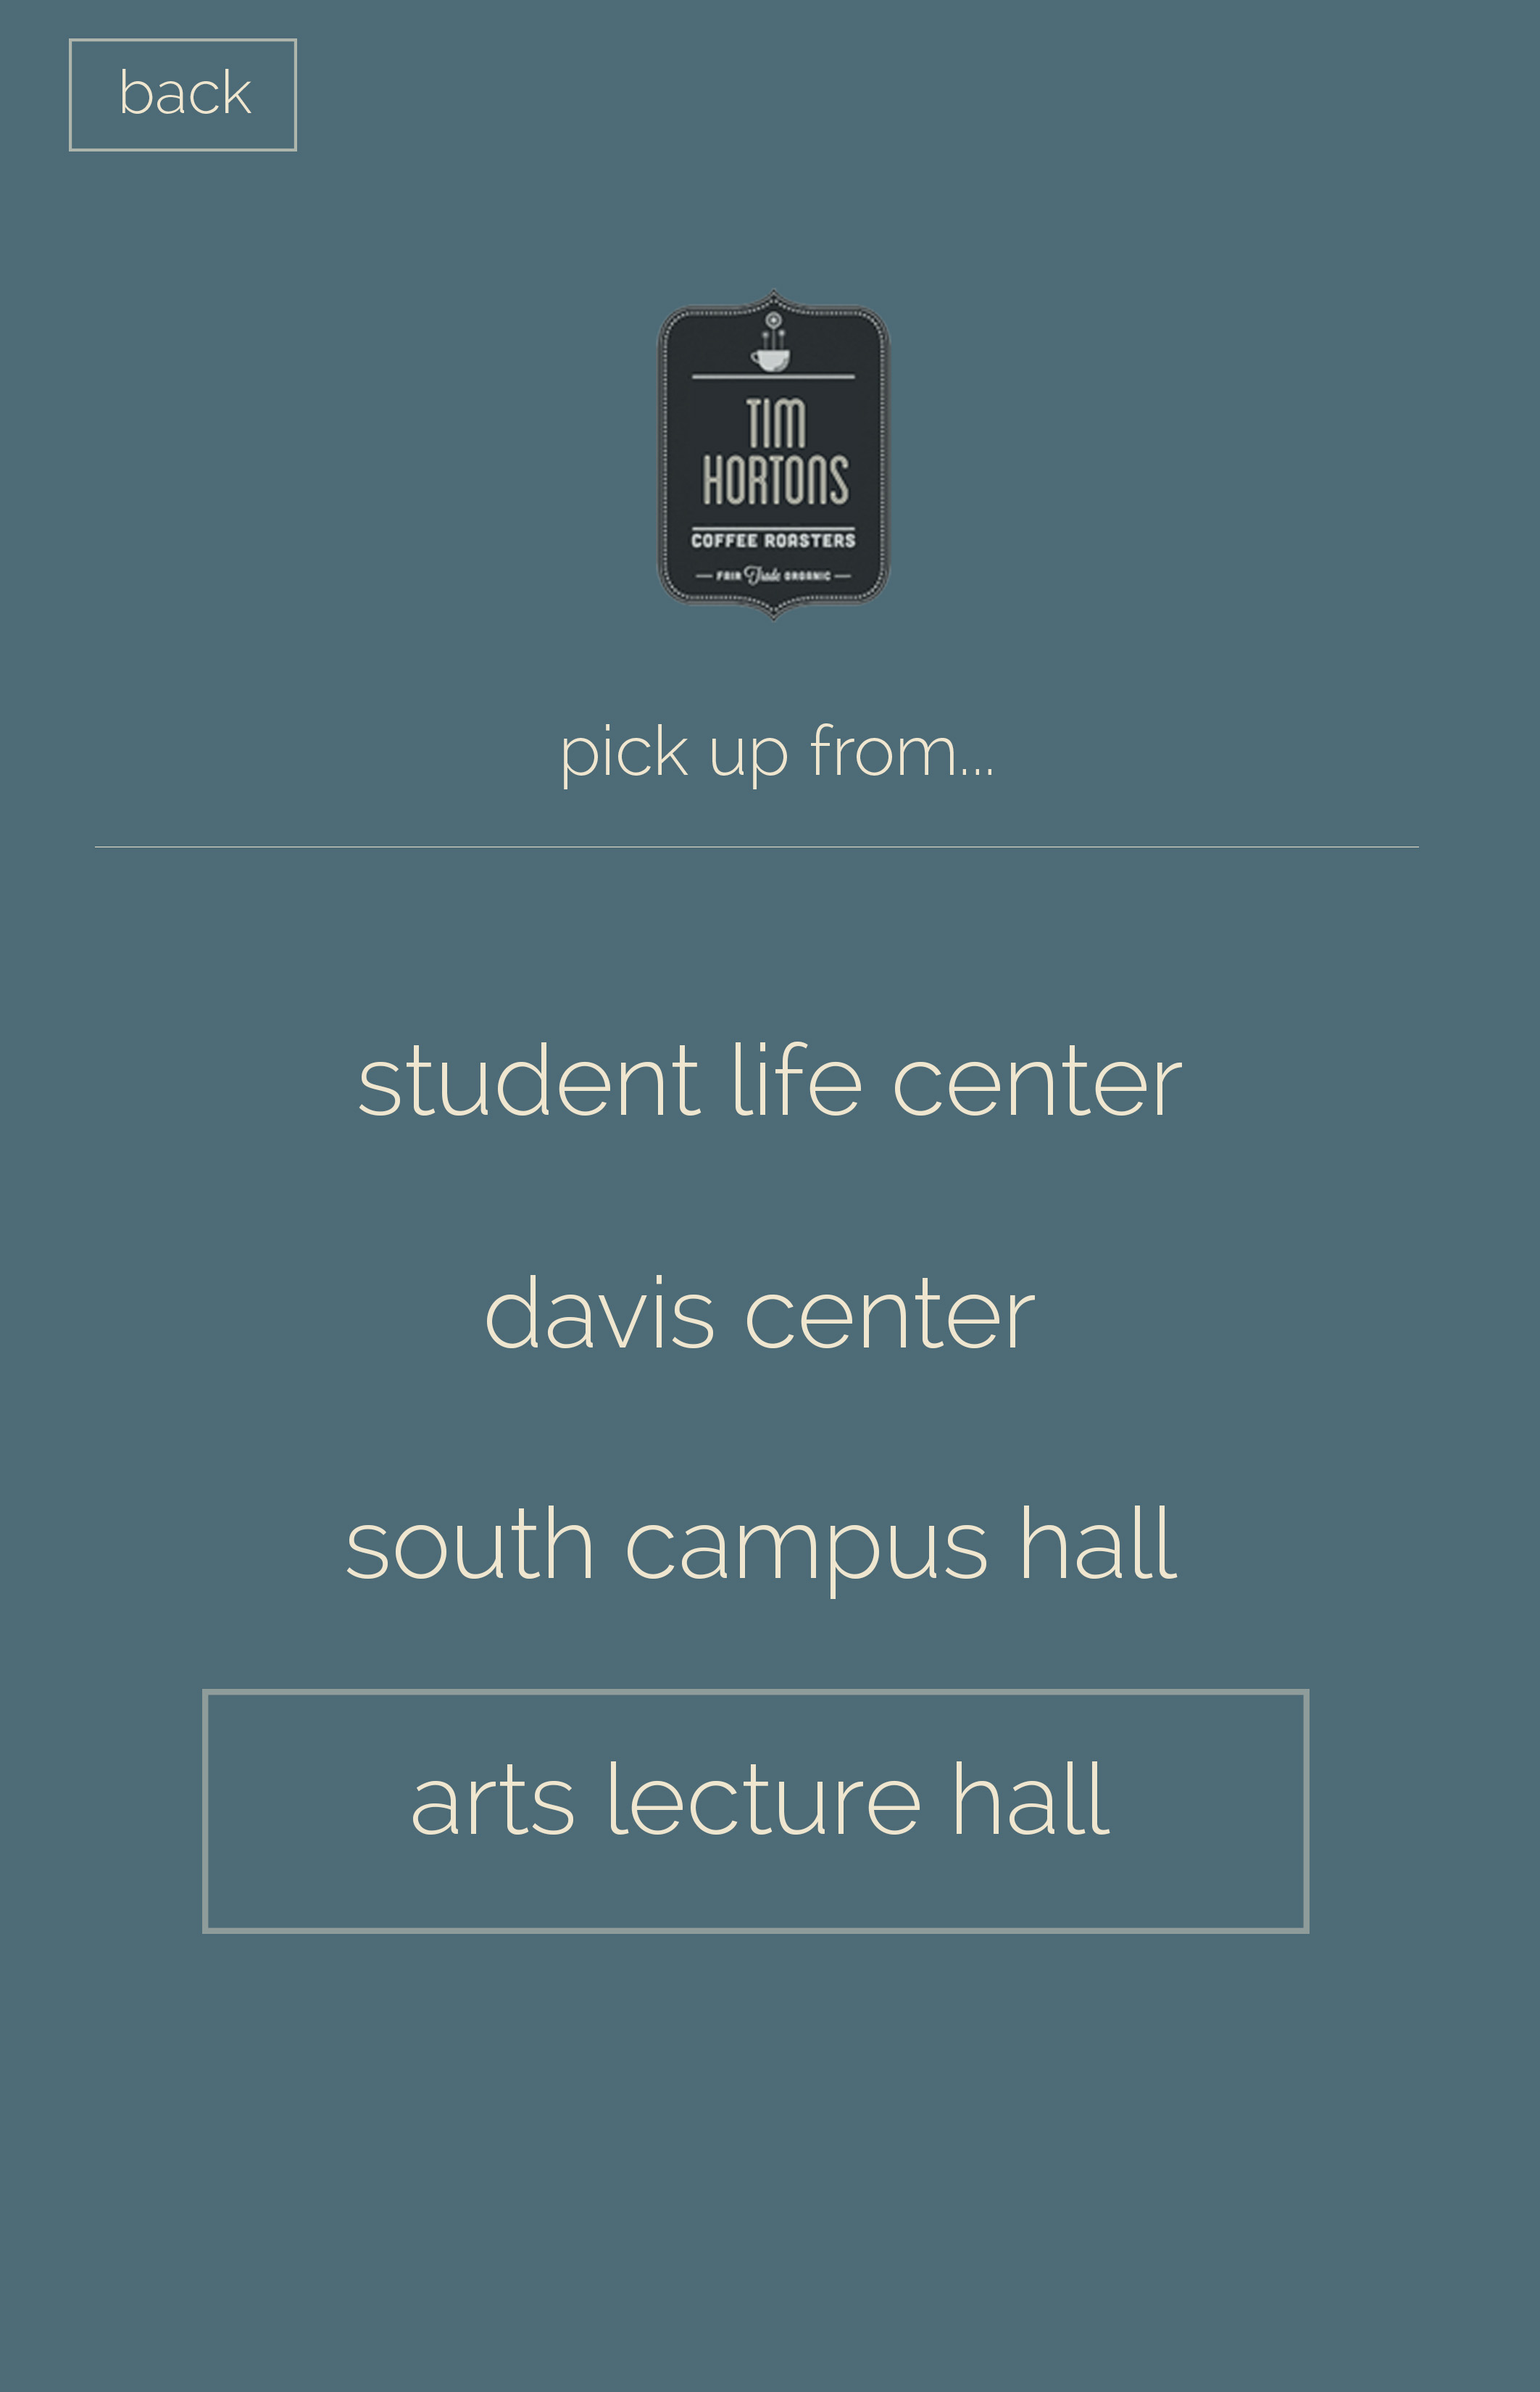 back
TIM
HORTONS
COFFEE ROASTERS
— FAIR Trade ORGANIC —
pick up from...
student life center
davis center
south campus hall
arts lecture hall